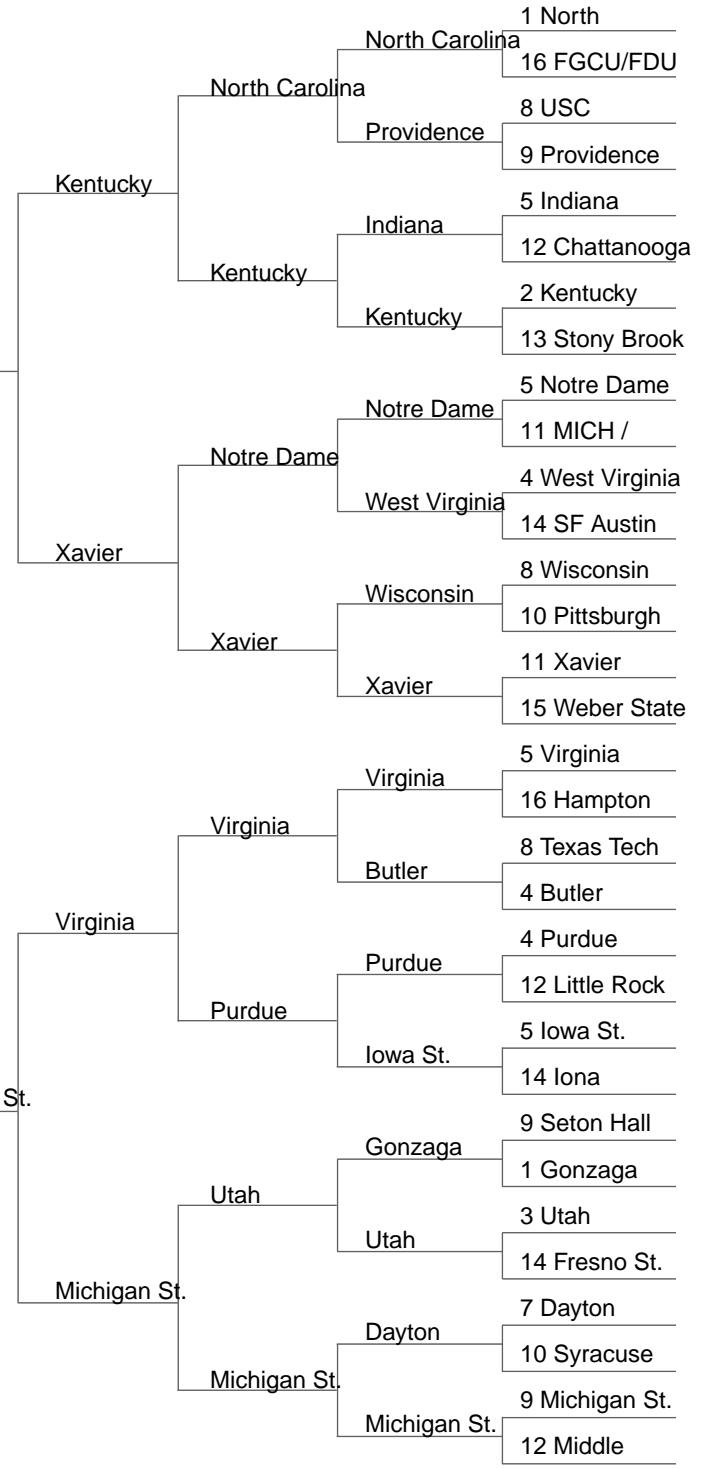 1 North
North Carolina
16 FGCU/FDU
North Carolina
8 USC
Providence
9 Providence
Kentucky
5 Indiana
Indiana
12 Chattanooga
Kentucky
2 Kentucky
Kentucky
13 Stony Brook
5 Notre Dame
Notre Dame
11 MICH /
Notre Dame
4 West Virginia
West Virginia
14 SF Austin
Xavier
8 Wisconsin
Wisconsin
10 Pittsburgh
Xavier
11 Xavier
Xavier
15 Weber State
5 Virginia
Virginia
16 Hampton
Virginia
8 Texas Tech
Butler
4 Butler
Virginia
4 Purdue
Purdue
12 Little Rock
Purdue
5 Iowa St.
Iowa St.
14 Iona
St.
9 Seton Hall
Gonzaga
1 Gonzaga
Utah
3 Utah
Utah
14 Fresno St.
Michigan St.
7 Dayton
Dayton
10 Syracuse
Michigan St.
9 Michigan St.
Michigan St.
12 Middle